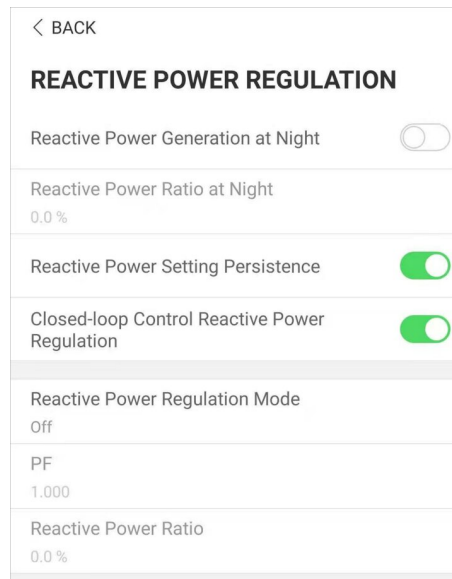 < BACK
REACTIVE POWER REGULATION
Reactive Power Generation at Night
Reactive Power Ratio at Night
0.0 %
Reactive Power Setting Persistence
Closed-loop Control Reactive Power
Regulation
Reactive Power Regulation Mode
Off
PF
1.000
Reactive Power Ratio
0.0 %